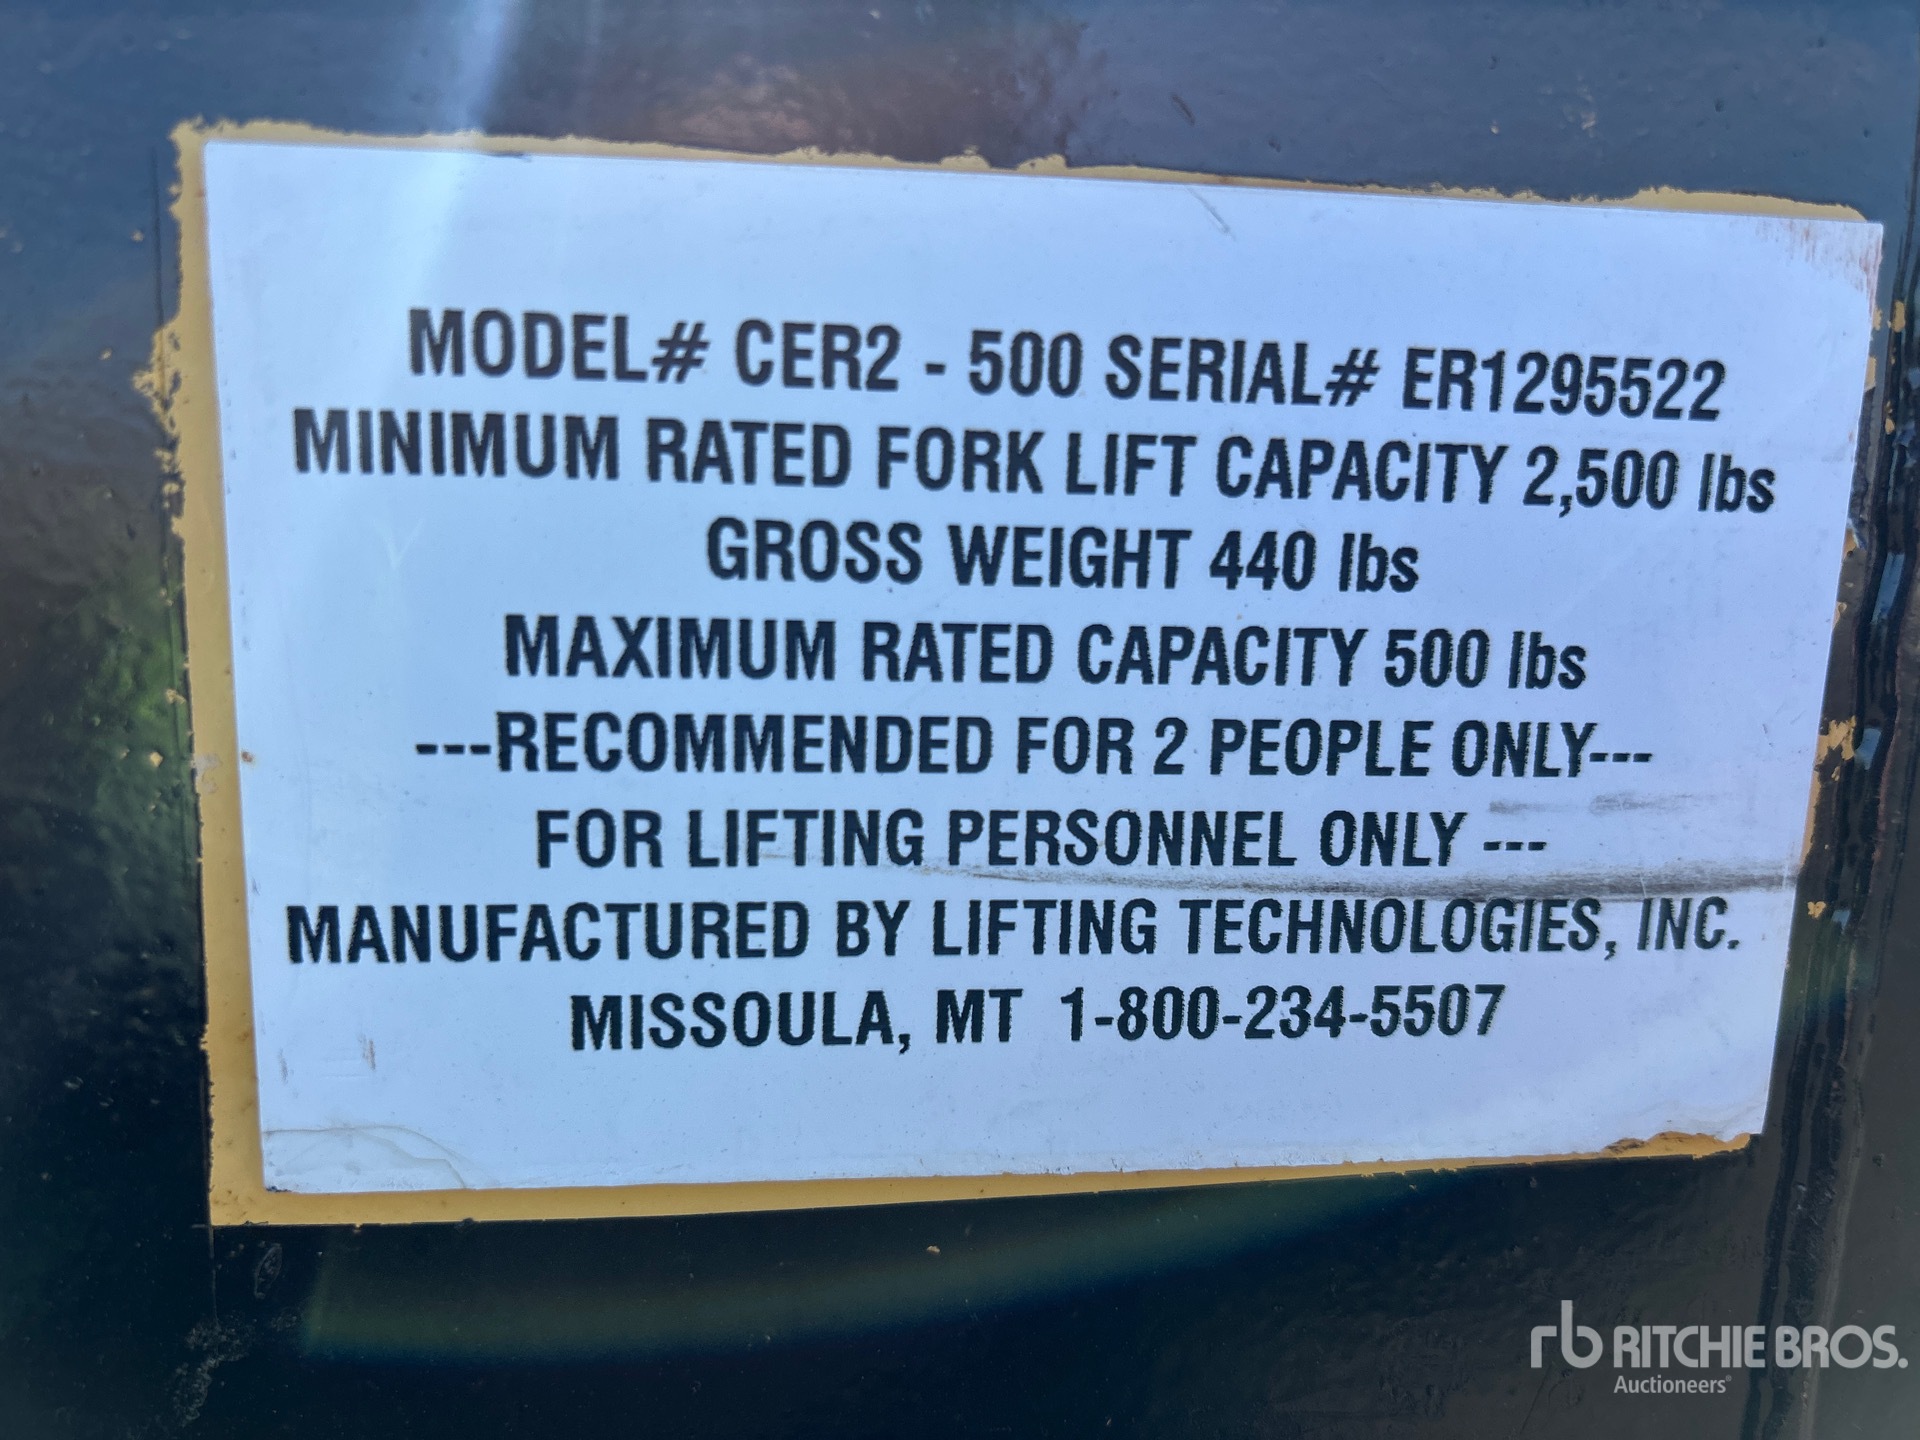 MODEL# CER2 - 500 SERIAL# ER1295522
MINIMUM RATED FORK LIFT CAPACITY 2,500 lbs
GROSS WEIGHT 440 lbs
MAXIMUM RATED CAPACITY 500 lbs
---RECOMMENDED FOR 2 PEOPLE ONLY---
FOR LIFTING PERSONNEL ONLY ---
MANUFACTURED BY LIFTING TECHNOLOGIES, INC.
MISSOULA, MT 1-800-234-5507
rb RITCHIE BROS.
Auctioneers®